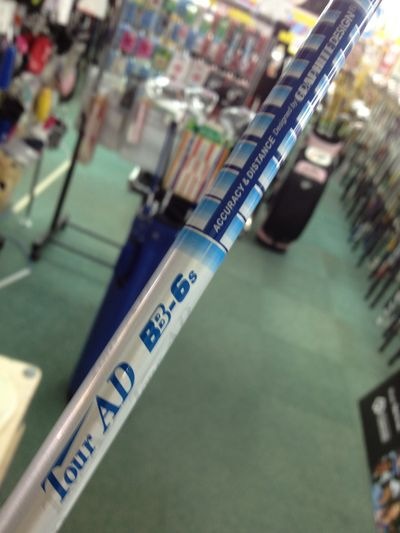 Tour AD BB-6s
ACCURACY & DISTANCE Designed by GRAPHITE DESIGN